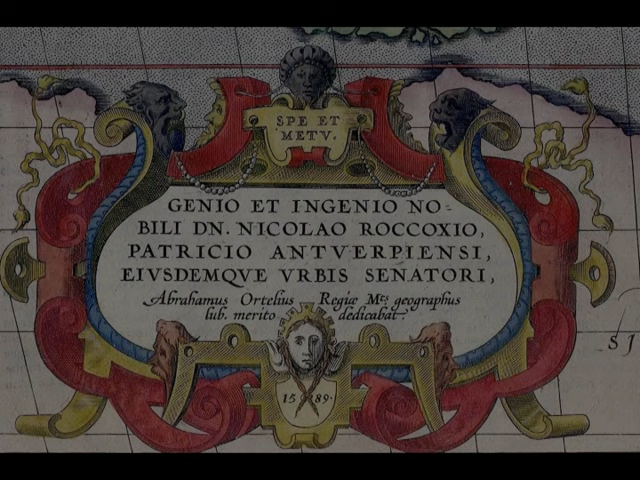 SPE ET
METV.
GENIO ET INGENIO NO-
BILI DN. NICOLAO ROCCOXIO,
PATRICIO ANTVERPIENSI,
EIVSDEMQVE VRBIS SENATORI,
Abrahamus Ortelius Regiæ Mtis. geographus
lub. merito dedicabat.
1589.
SI